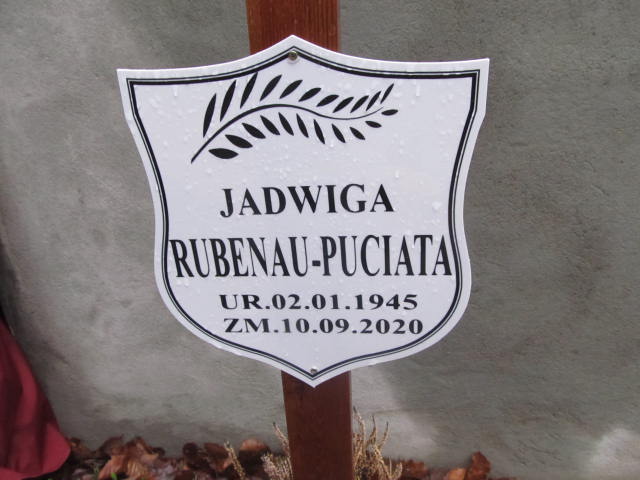 JADWIGA
RUBENAU-PUCIATA
UR.02.01.1945
ZM.10.09.2020